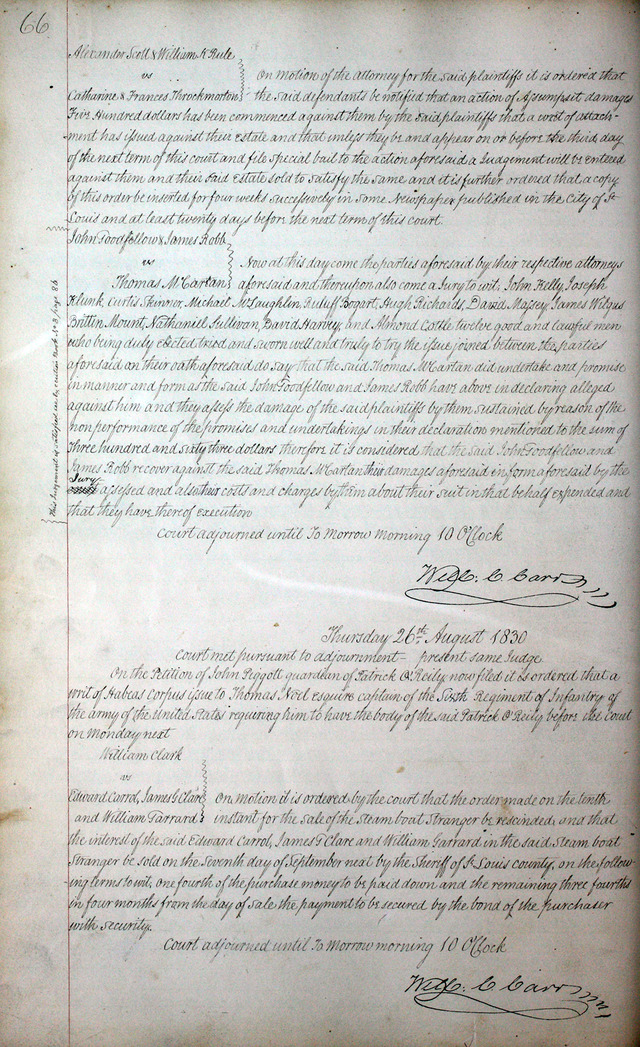 66
Alexander Scott & William K Rule
vs
On motion of the attorney for the said plaintiffs it is ordered that
Catharine & Frances Throckmorton
the said defendants be notified that an action of Assumpsit damages
Five Hundred dollars has been commenced against them by the said plaintiffs that a writ of attach-
ment has issued against their estate and that unless they be and appear on or before the third day
of the next term of this court and file special bail to the action aforesaid a Judgement will be entered
against them and their said Estate sold to satisfy the same and it is further ordered that a copy
of this order be inserted for four weeks successively in some Newspaper published in the City of St
Louis and at least twenty days before the next term of this court.
John Goodfellow & James Robb
vs
Now at this day come the parties aforesaid by their respective attorneys
Thomas McCartan
aforesaid and thereupon also come a Jury to wit, John Kelly Joseph
Klunk Curtis Skinner, Michael McLaughlin Ruluff Bogart, Hugh Richards, David Massey James Wilgus
Brittin Mount, Nathaniell Sullivan, David Harvey and Almond Cottle twelve good and lawful men
who being duly elected tried and sworn well and truly to try the issue joined between the parties
aforesaid on their oath aforesaid do say that the said Thomas McCartan did undertake and promise
in manner and form as the said John Goodfellow and James Robb have above in declaring alleged
against him and they assess the damage of the said plaintiffs by them sustained by reason of the
nonperformance of the promises and undertakings in their declaration mentioned to the sum of
three hundred and sixty three dollars therefore it is considered that the said John Goodfellow and
James Robb recover against the said Thomas McCartan their damages aforesaid in form aforesaid by the
Jury
assessed and also their costs and charges by them about their suit in that behalf expended and
that they have thereof execution
Court adjourned until To Morrow morning 10 O'Clock
Will. C Carr
Thursday 26th August 1830
Court met pursuant to adjournment - present same Judge
On the Petition of John Piggott guardean of Patrick O'Reily now filed it is ordered that a
writ of Habeas Corpus issue to Thomas Noel esquire captain of the Sixth Regiment of Infantry of
the army of the United States requiring him to have the body of the said Patrick O'Reily before the Court
on Monday next
William Clark
vs
Edward Carrol, James G Clare
and William Garrard
On motion it is ordered by the court that the order made on the tenth
instant for the sale of the Steam boat Stranger be rescinded, and that
the interest of the said Edward Carrol, James G Clare and William Garrard in the said Steam boat
Stranger be sold on the Seventh day of September next by the Sheriff of St Louis county, on the follow-
ing terms to wit, one fourth of the purchase money to be paid down and the remaining three fourths
in four months from the day of sale the payment to be secured by the bond of the purchaser
with security.
Court adjourned until To Morrow morning 10 O'Clock
Will. C Carr